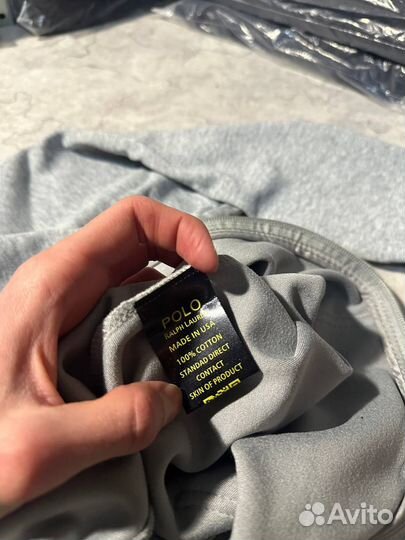 POLO
RALPH LAUREN
MADE IN USA
100% COTTON
STANDAD DIRECT
CONTACT
SKIN OF PRODUCT
Avito